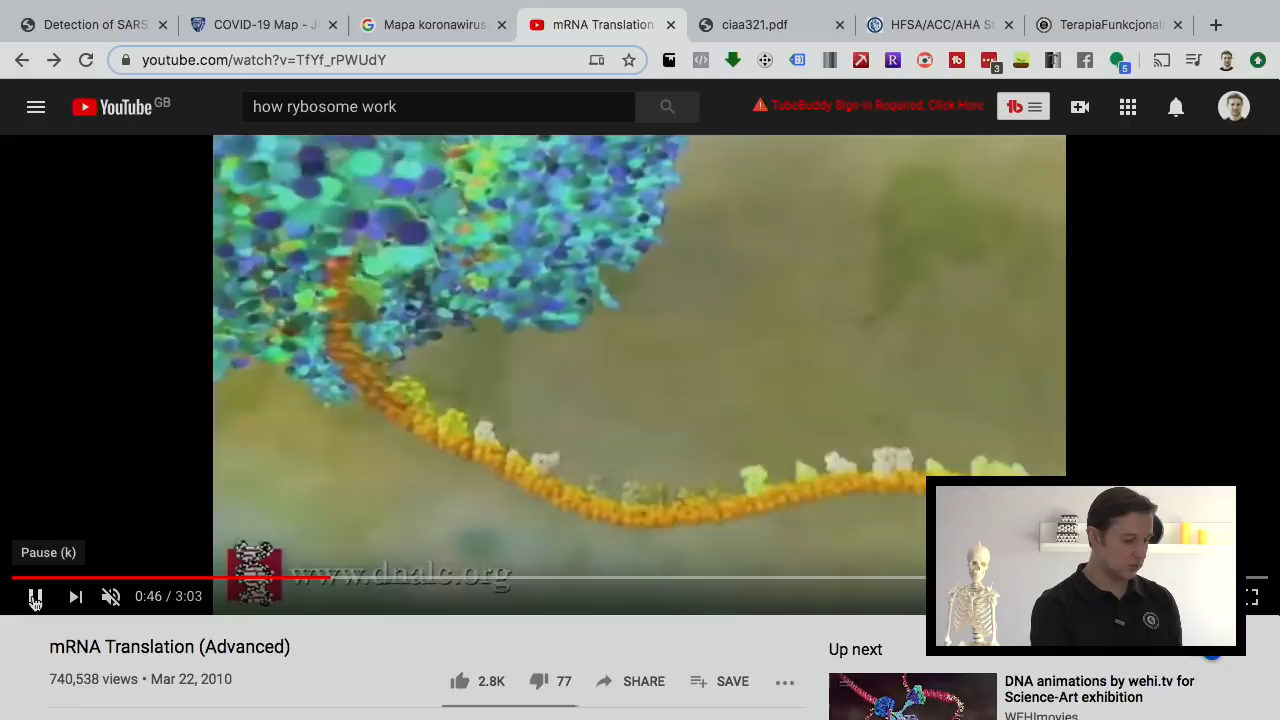 Detection of SARS
COVID-19 Map - J
Mapa koronawirus
mRNA Translation
ciaa321.pdf
HFSA/ACC/AHA St
TerapiaFunkcjonal
youtube.com/watch?v=TfYf_rPWUdY
3
5
YouTube GB
how rybosome work
TubeBuddy Sign-in Required, Click Here
www.dnalc.org
Pause (k)
0:46 / 3:03
mRNA Translation (Advanced)
740,538 views • Mar 22, 2010
2.8K
77
SHARE
SAVE
Up next
DNA animations by wehi.tv for
Science-Art exhibition
WEHImovies